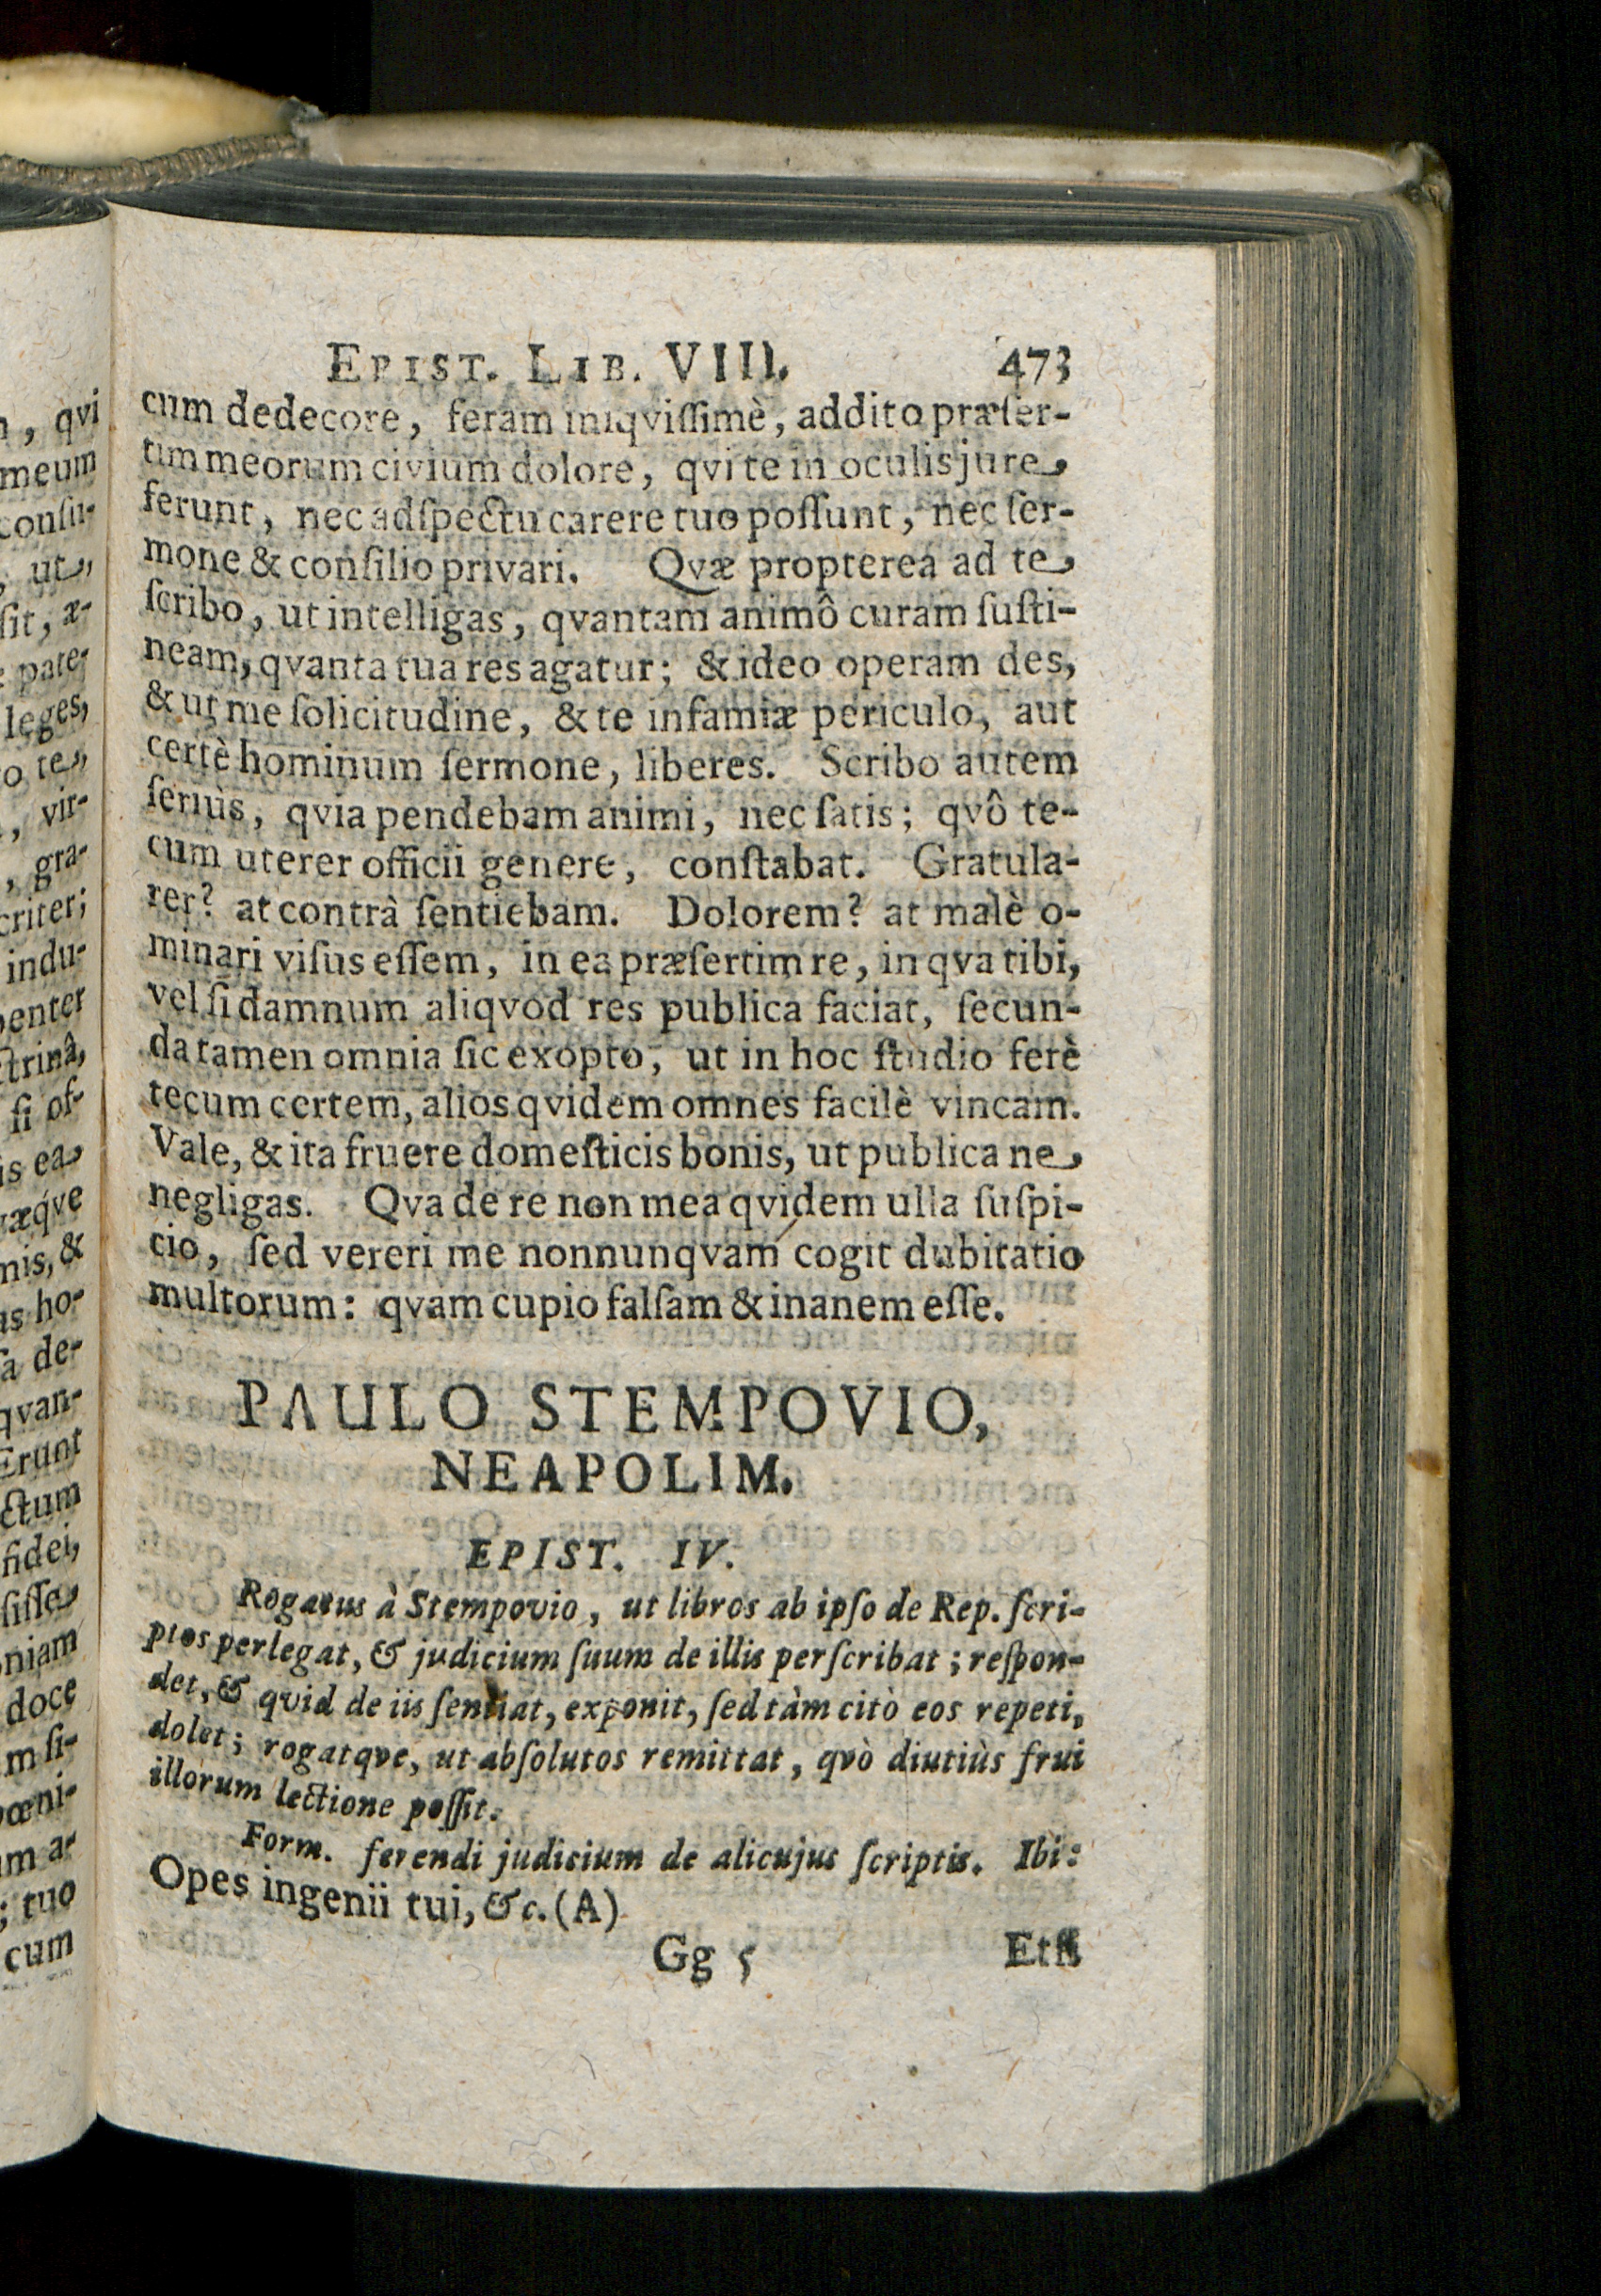 EPIST. LIB. VIII. 473
cum dedecore, feram iniqviſſimè, addito præſer-
tim meorum civium dolore, qvi te in oculis jure
ferunt, nec adſpectu carere tuo poſſunt, nec ſer-
mone & conſilio privari. Qvæ propterea ad te
ſcribo, ut intelligas, qvantam animô curam ſuſti-
neam, qvanta tua res agatur; & ideo operam des,
& ut me ſolicitudine, & te infamiæ periculo, aut
certè hominum ſermone, liberes. Scribo autem
ſeriùs, qvia pendebam animi, nec ſatis; qvô te-
cum uterer officii genere, conſtabat. Gratula-
rer? at contrà ſentiebam. Dolorem? at malè o-
minari viſus eſſem, in ea præſertim re, in qva tibi,
vel ſi damnum aliqvod res publica faciat, ſecun-
da tamen omnia ſic exopto, ut in hoc ſtudio ferè
tecum certem, alios qvidem omnes facilè vincam.
Vale, & ita fruere domeſticis bonis, ut publica ne
negligas. Qva de re non mea qvidem ulla ſuſpi-
cio, ſed vereri me nonnunqvam cogit dubitatio
multorum: qvam cupio falſam & inanem eſſe.
PAULO STEMPOVIO,
NEAPOLIM.
EPIST. IV.
Rogatus à Stempovio, ut libros ab ipſo de Rep. ſcri-
ptos perlegat, & judicium ſuum de illis perſcribat; reſpon-
det, & qvid de iis ſentiat, exponit, ſed tàm citò eos repeti,
dolet; rogatqve, ut abſolutos remittat, qvò diutiùs frui
illorum lectione poſſit.
Form. ferendi judicium de alicujus ſcriptis. Ibi:
Opes ingenii tui, &c. (A)
Gg 5 Etſi